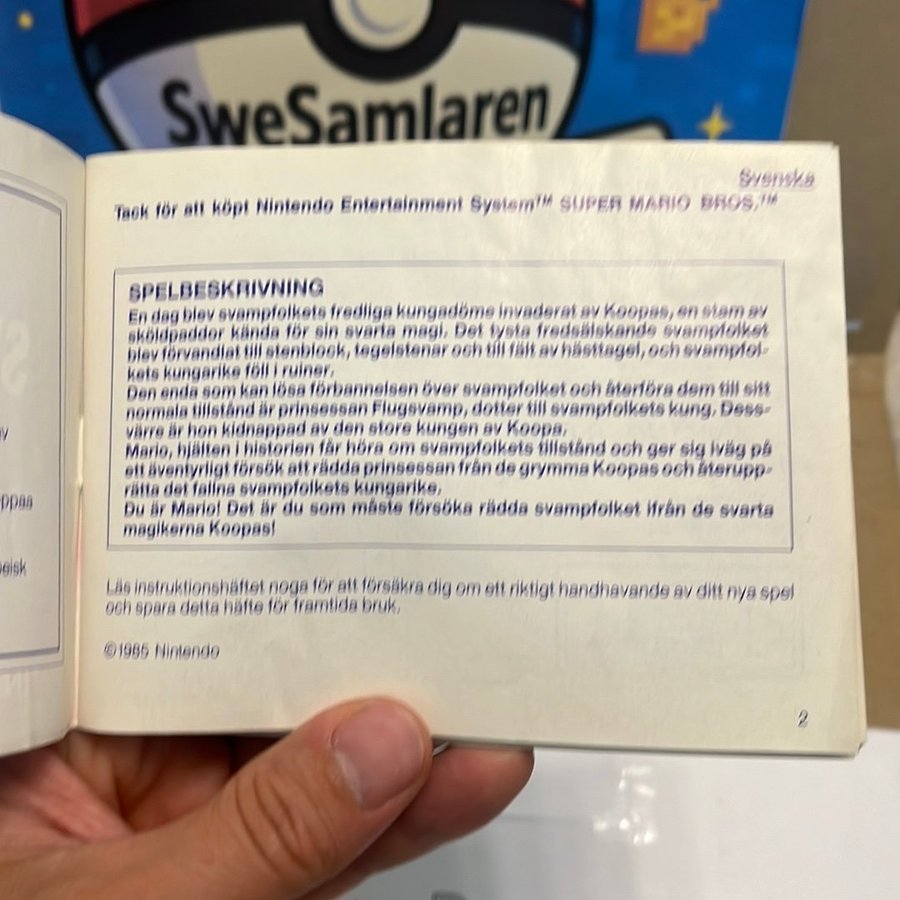 SweSamlaren
Svenska
Tack för att köpt Nintendo Entertainment System™ SUPER MARIO BROS.™
SPELBESKRIVNING
En dag blev svampfolkets fredliga kungadöme invaderat av Koopas, en stam av
sköldpaddor kända för sin svarta magi. Det tysta fredsälskande svampfolket
blev förvandlat till stenblock, tegelstenar och till fält av hästtagel, och svampfol-
kets kungarike föll i ruiner.
Den enda som kan lösa förbannelsen över svampfolket och återföra dem till sitt
normala tillstånd är prinsessan Flugsvamp, dotter till svampfolkets kung. Dess-
värre är hon kidnappad av den store kungen av Koopa.
Mario, hjälten i historien får höra om svampfolkets tillstånd och ger sig iväg på
ett äventyrligt försök att rädda prinsessan från de grymma Koopas och återupp-
rätta det fallna svampfolkets kungarike.
Du är Mario! Det är du som måste försöka rädda svampfolket ifrån de svarta
magikerna Koopas!
Läs instruktionshäftet noga för att försäkra dig om ett riktigt handhavande av ditt nya spel
och spara detta häfte för framtida bruk.
©1985 Nintendo
2